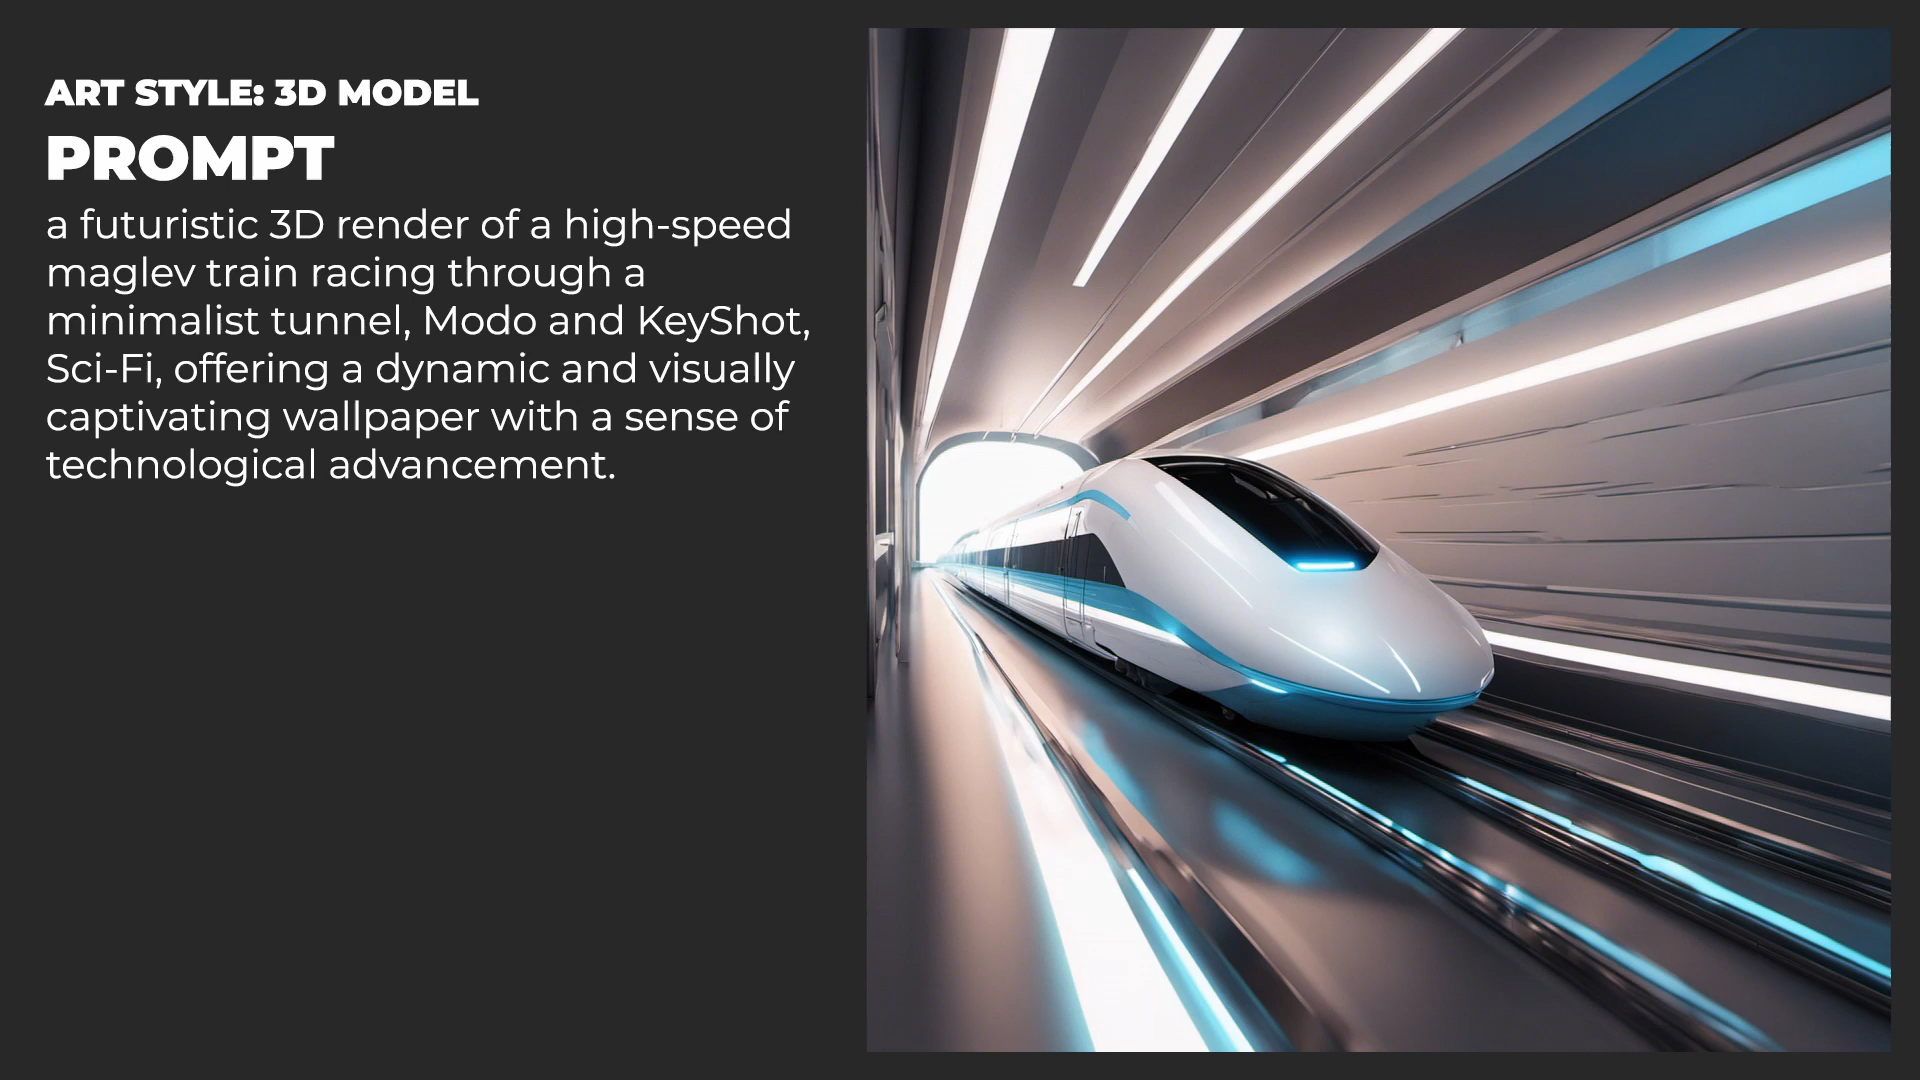 ART STYLE: 3D MODEL
PROMPT
a futuristic 3D render of a high-speed
maglev train racing through a
minimalist tunnel, Modo and KeyShot,
Sci-Fi, offering a dynamic and visually
captivating wallpaper with a sense of
technological advancement.